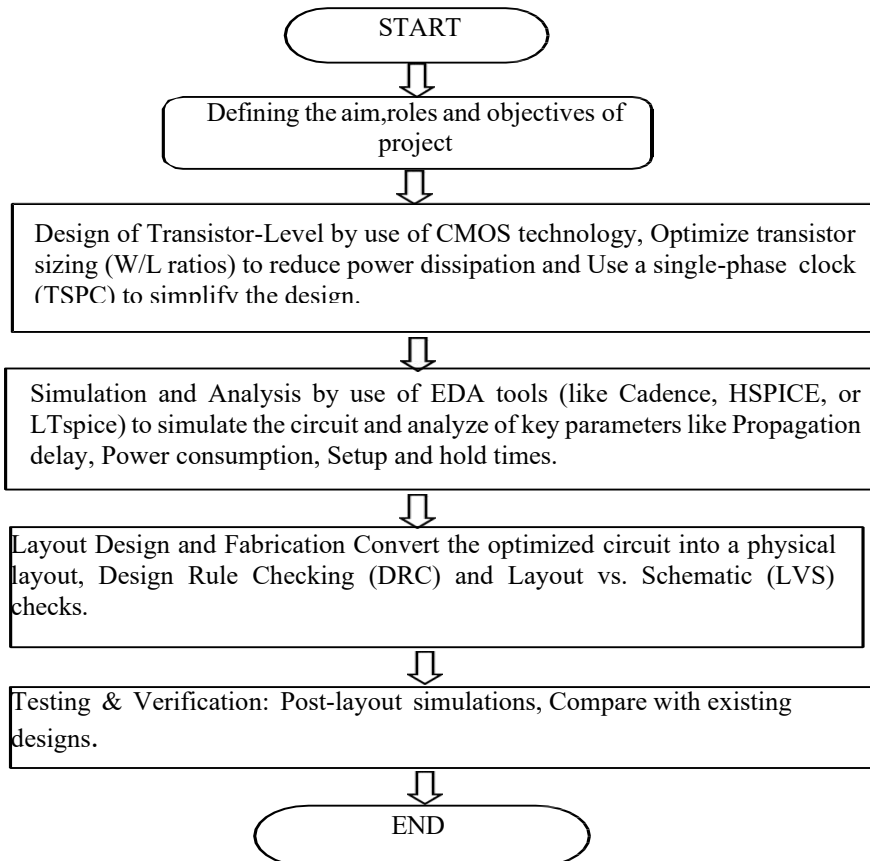 START
Defining the aim,roles and objectives of
project
Design of Transistor-Level by use of CMOS technology, Optimize transistor
sizing (W/L ratios) to reduce power dissipation and Use a single-phase clock
(TSPC) to simplify the design.
Simulation and Analysis by use of EDA tools (like Cadence, HSPICE, or
LTspice) to simulate the circuit and analyze of key parameters like Propagation
delay, Power consumption, Setup and hold times.
Layout Design and Fabrication Convert the optimized circuit into a physical
layout, Design Rule Checking (DRC) and Layout vs. Schematic (LVS)
checks.
Testing & Verification: Post-layout simulations, Compare with existing
designs.
END